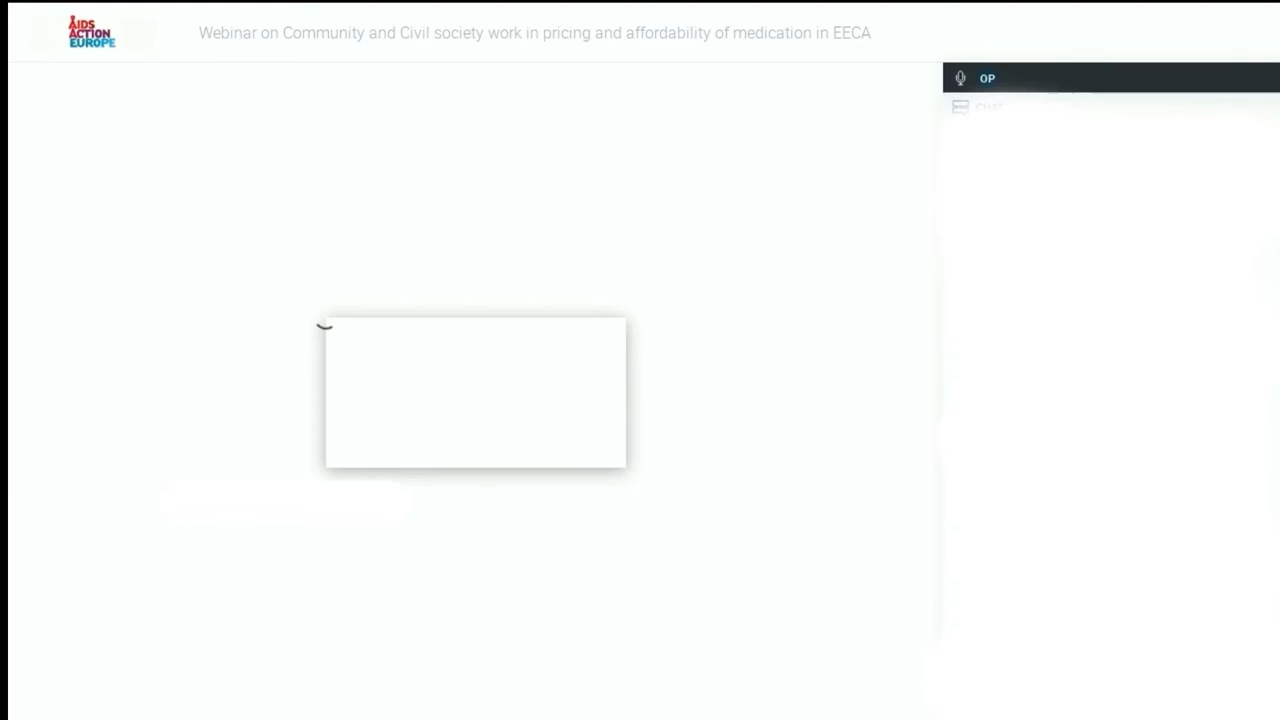 AIDS
ACTION
EUROPE
Webinar on Community and Civil society work in pricing and affordability of medication in EECA
OP
CHAT